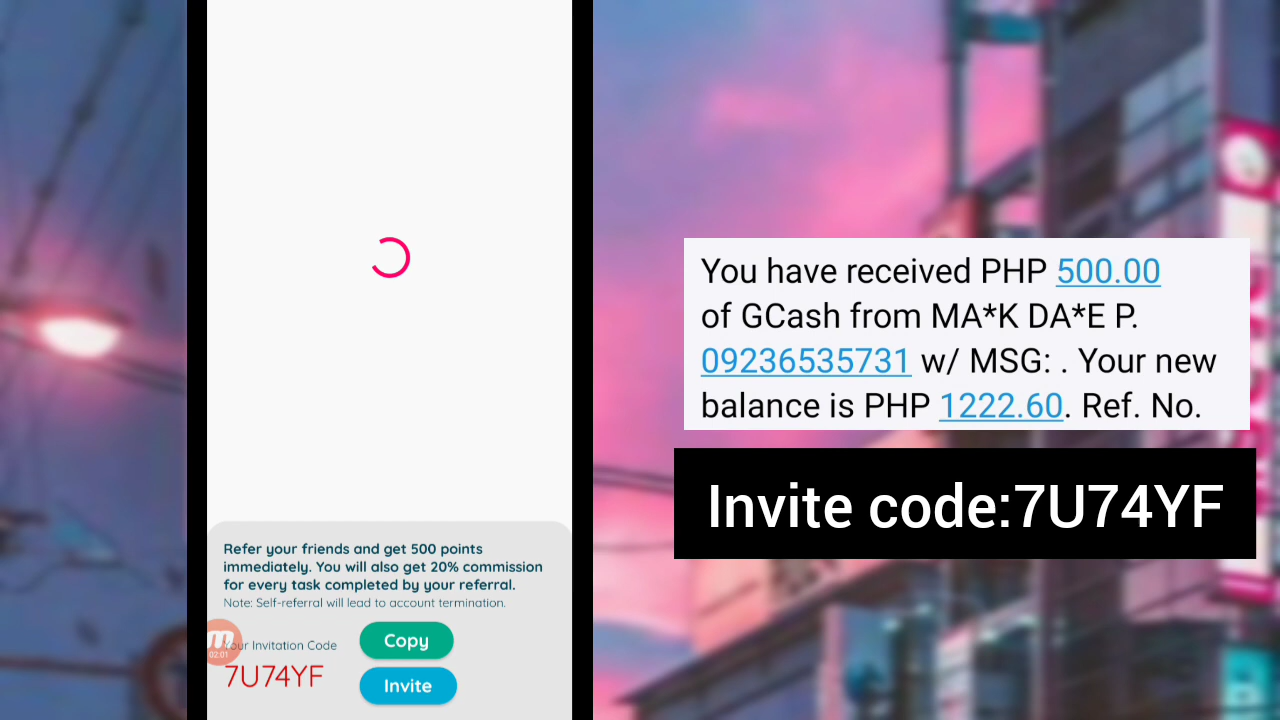 Refer your friends and get 500 points
immediately. You will also get 20% commission
for every task completed by your referral.
Note: Self-referral will lead to account termination.
Your Invitation Code
7U74YF
Copy
Invite
02:01
You have received PHP 500.00
of GCash from MA*K DA*E P.
09236535731 w/ MSG: . Your new
balance is PHP 1222.60. Ref. No.
Invite code:7U74YF